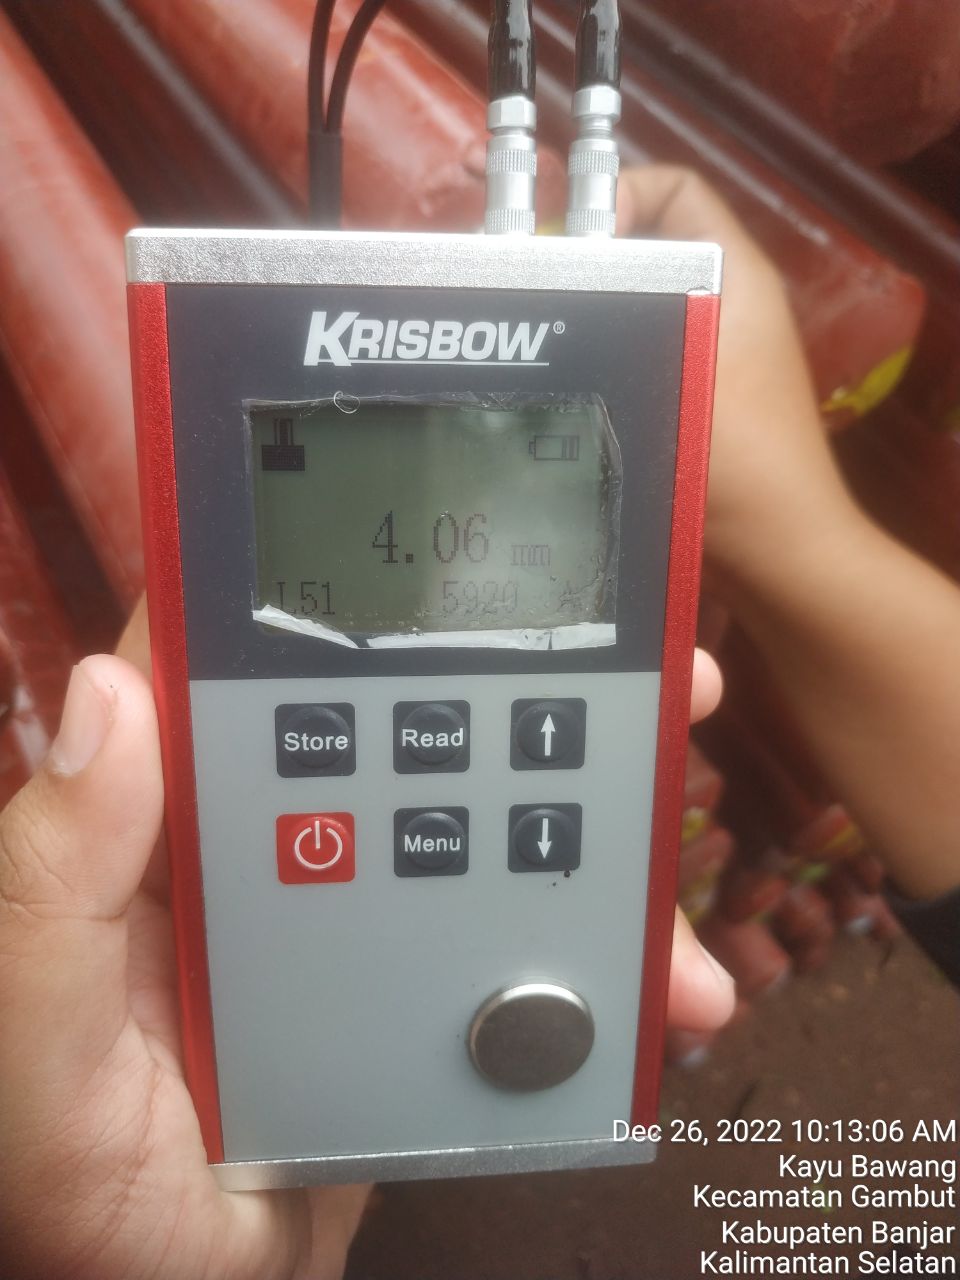 KRISBOW®
4.06 mm
5920
Store Read ↑
Menu ↓
Dec 26, 2022 10:13:06 AM
Kayu Bawang
Kecamatan Gambut
Kabupaten Banjar
Kalimantan Selatan